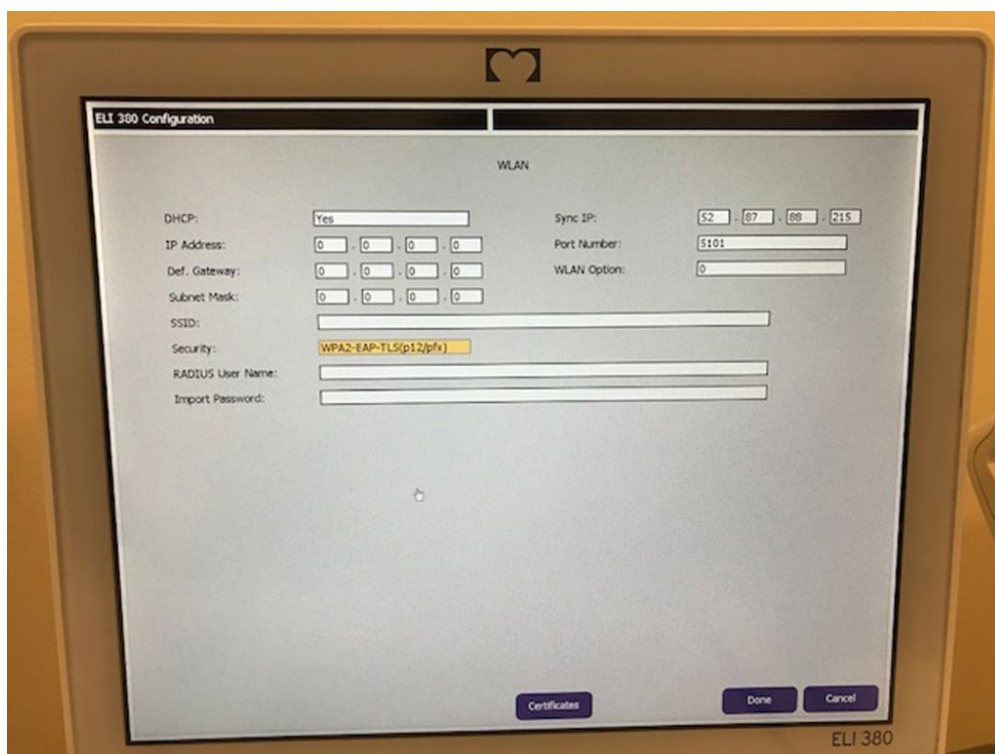 ELI 380 Configuration
WLAN
DHCP: Yes
IP Address: 0 . 0 . 0 . 0
Def. Gateway: 0 . 0 . 0 . 0
Subnet Mask: 0 . 0 . 0 . 0
SSID:
Security: WPA2-EAP-TLS(p12/pfx)
RADIUS User Name:
Import Password:
Sync IP: 52 . 87 . 88 . 215
Port Number: 5101
WLAN Option: 0
Certificates
Done
Cancel
ELI 380